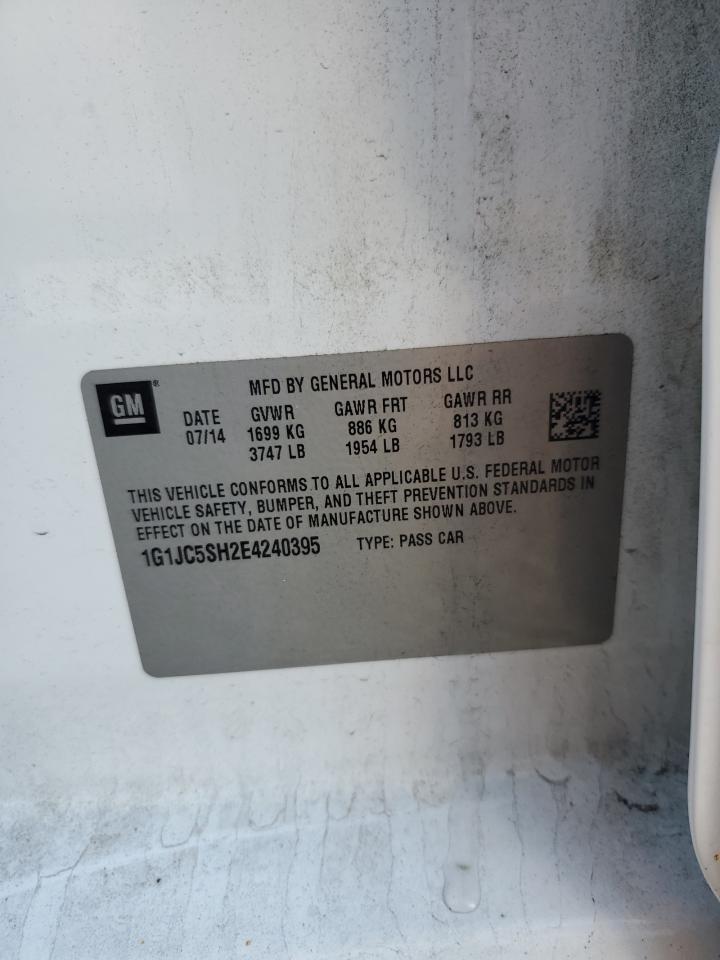 GM®
MFD BY GENERAL MOTORS LLC
DATE GVWR GAWR FRT GAWR RR
07/14 1699 KG 886 KG 813 KG
3747 LB 1954 LB 1793 LB
THIS VEHICLE CONFORMS TO ALL APPLICABLE U.S. FEDERAL MOTOR
VEHICLE SAFETY, BUMPER, AND THEFT PREVENTION STANDARDS IN
EFFECT ON THE DATE OF MANUFACTURE SHOWN ABOVE.
1G1JC5SH2E4240395 TYPE: PASS CAR